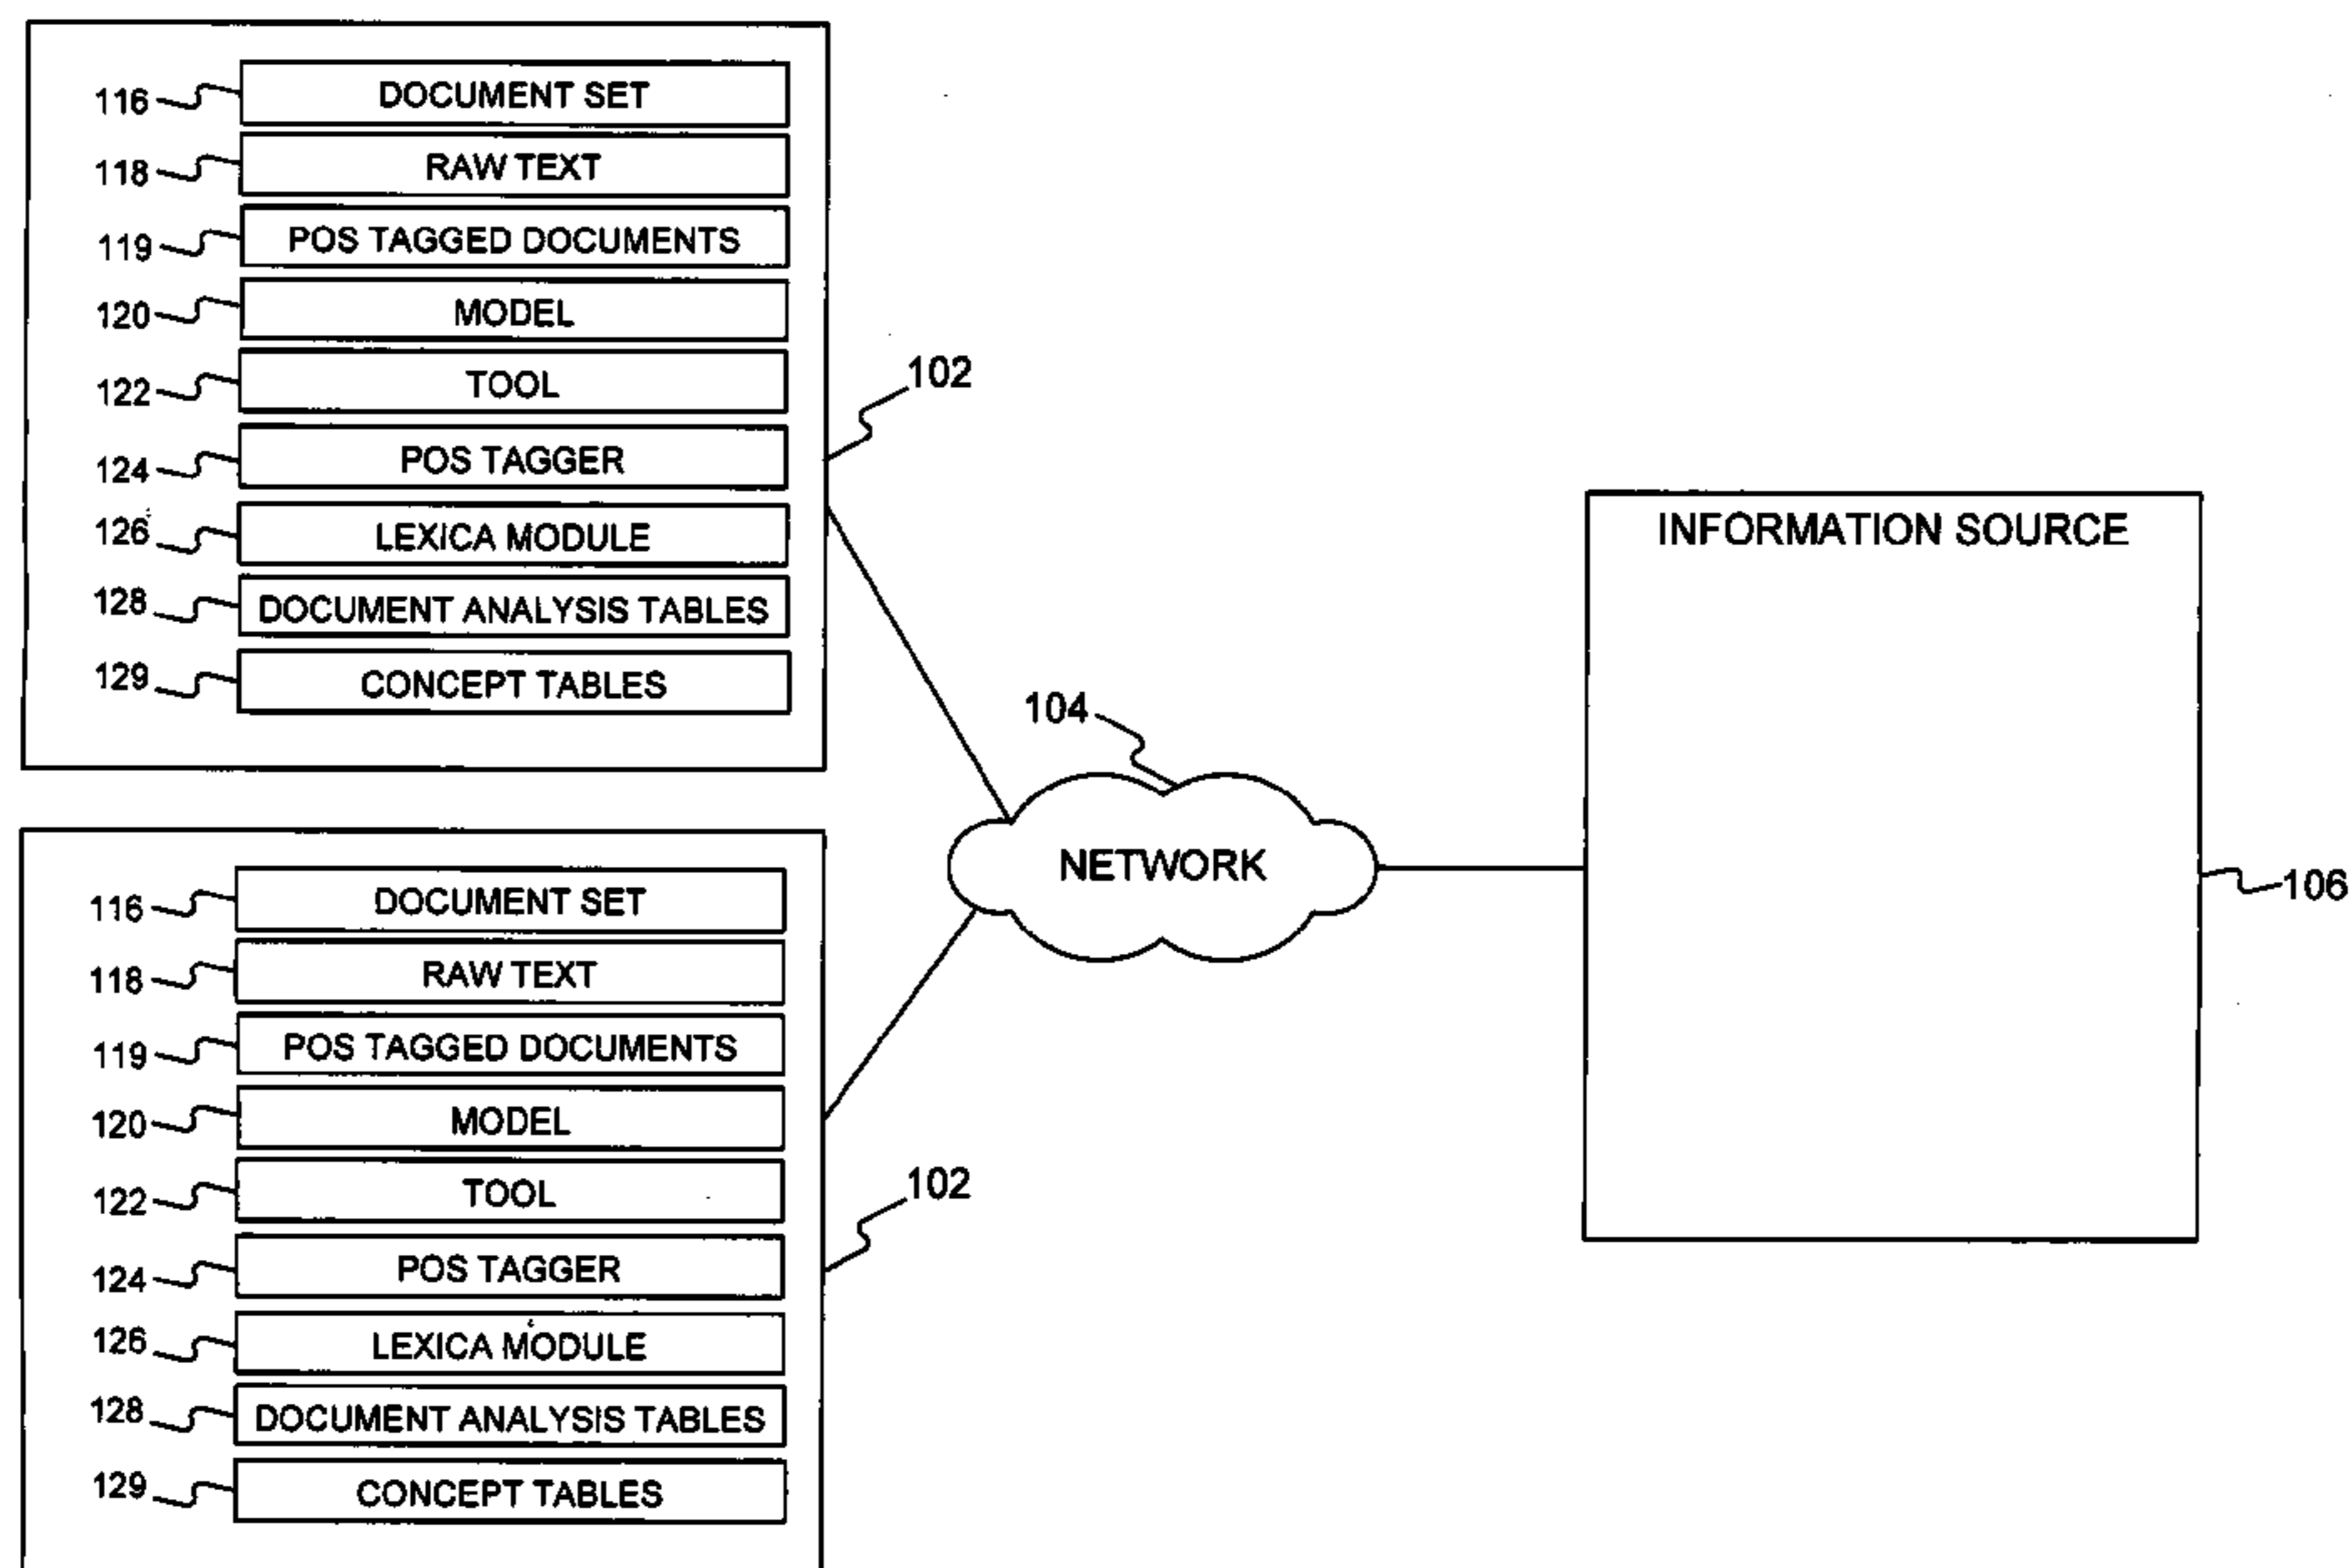 116 DOCUMENT SET
118 RAW TEXT
119 POS TAGGED DOCUMENTS
120 MODEL
122 TOOL
102
124 POS TAGGER
126 LEXICA MODULE
128 DOCUMENT ANALYSIS TABLES
129 CONCEPT TABLES
104
NETWORK
INFORMATION SOURCE
106
116 DOCUMENT SET
118 RAW TEXT
119 POS TAGGED DOCUMENTS
120 MODEL
122 TOOL
102
124 POS TAGGER
126 LEXICA MODULE
128 DOCUMENT ANALYSIS TABLES
129 CONCEPT TABLES